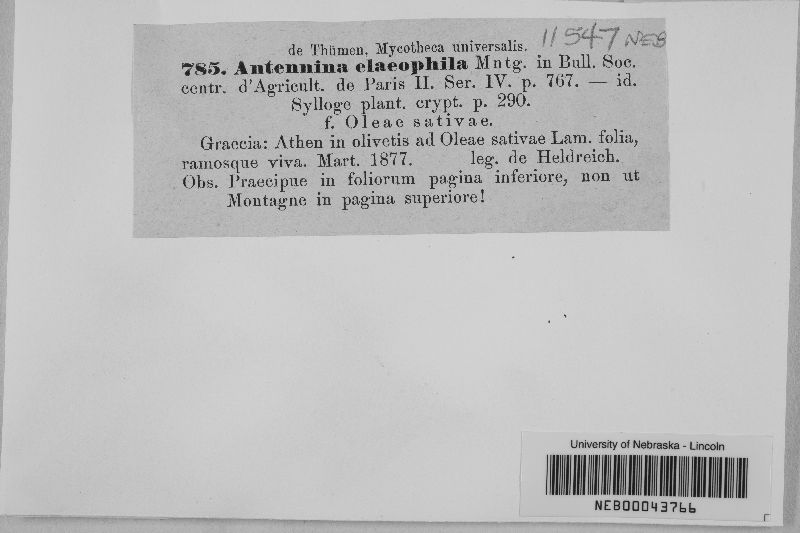 de Thümen, Mycotheca universalis. 11547 NEB
785. Antennina elaeophila Mntg. in Bull. Soc.
centr. d'Agricult. de Paris II. Ser. IV. p. 767. — id.
Sylloge plant. crypt. p. 290.
f. Oleae sativae.
Graecia: Athen in olivetis ad Oleae sativae Lam. folia,
ramosque viva. Mart. 1877. leg. de Heldreich.
Obs. Praecipue in foliorum pagina inferiore, non ut
Montagne in pagina superiore!
University of Nebraska - Lincoln
NEB00043766